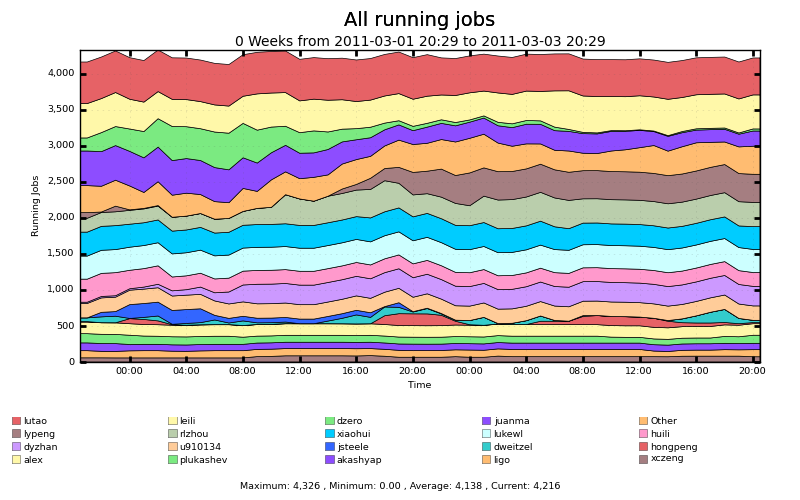 All running jobs
0 Weeks from 2011-03-01 20:29 to 2011-03-03 20:29
4,000
3,500
3,000
2,500
2,000
1,500
1,000
500
0
Running Jobs
00:00 04:00 08:00 12:00 16:00 20:00 00:00 04:00 08:00 12:00 16:00 20:00
Time
lutao leili dzero juanma Other
lypeng rlzhou xiaohui lukewl huili
dyzhan u910134 jsteele dweitzel hongpeng
alex plukashev akashyap ligo xczeng
Maximum: 4,326 , Minimum: 0.00 , Average: 4,138 , Current: 4,216